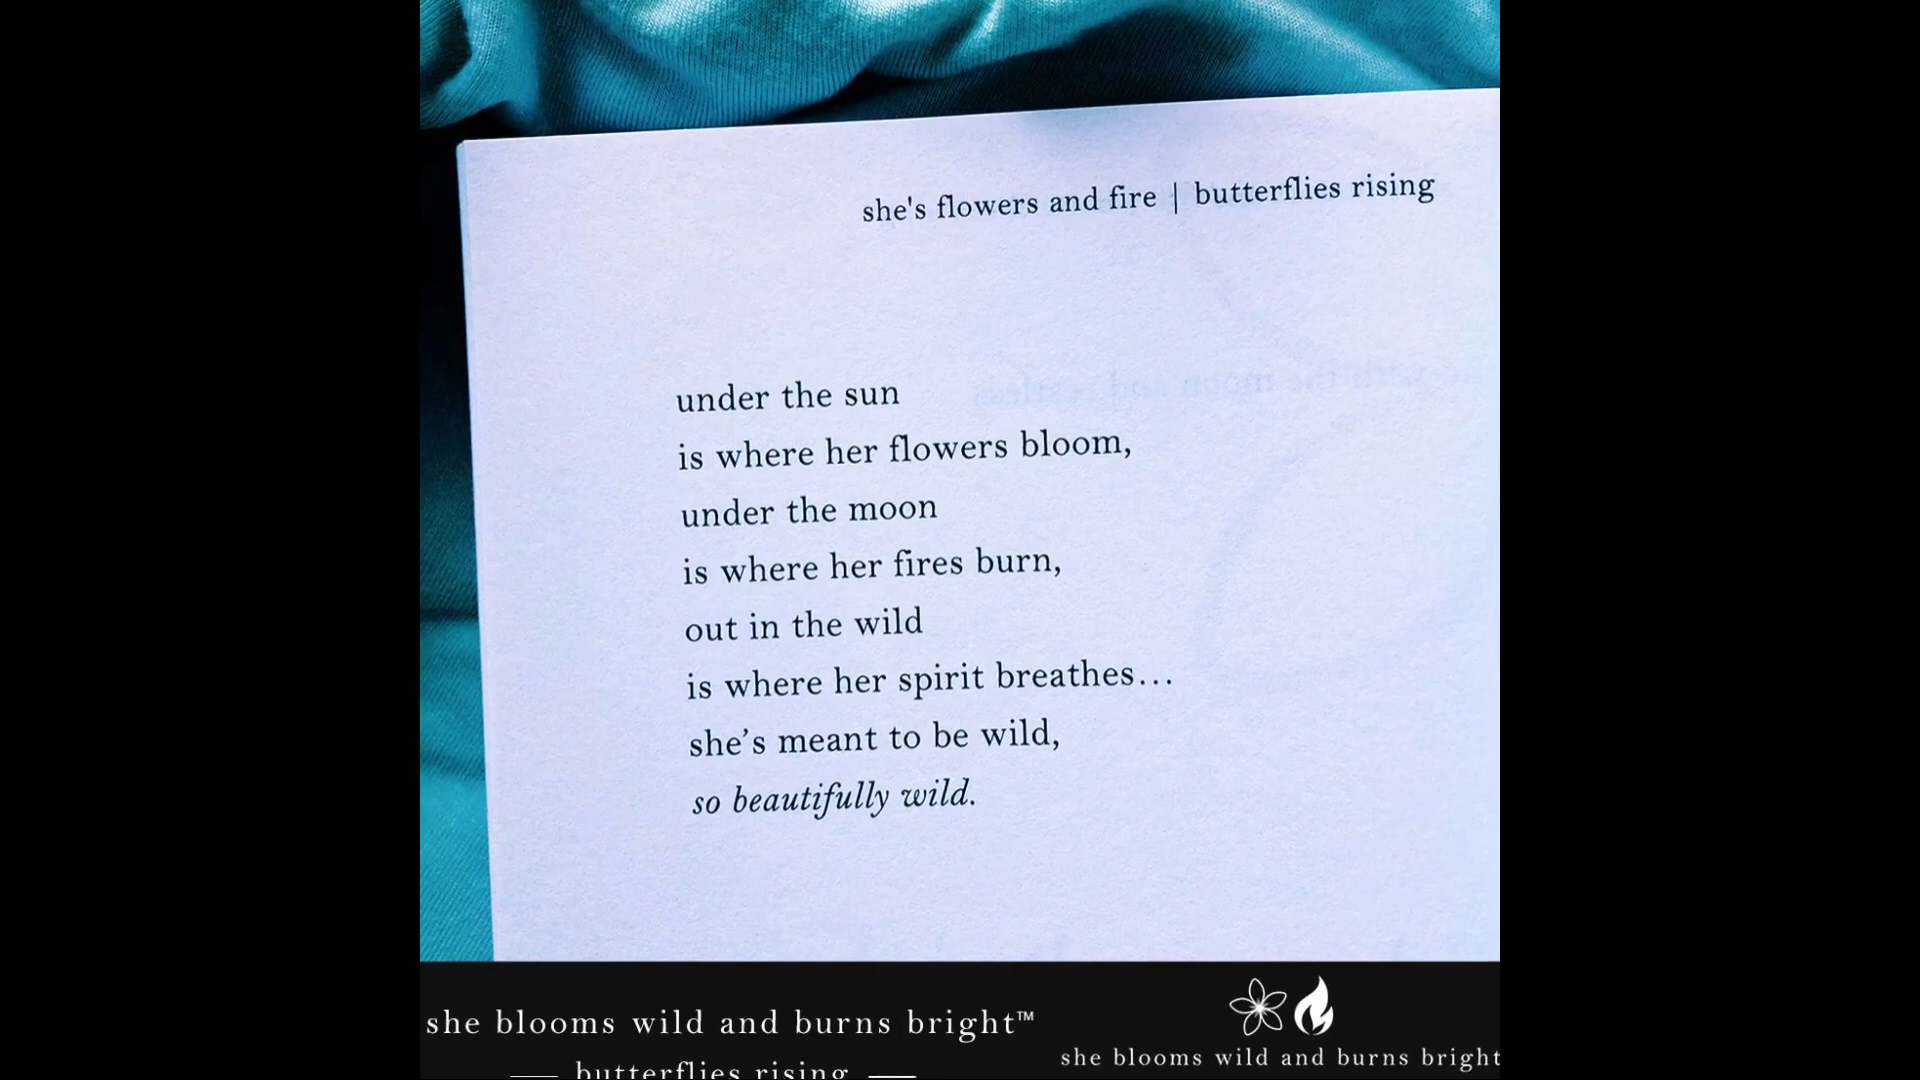 she's flowers and fire | butterflies rising
under the sun
is where her flowers bloom,
under the moon
is where her fires burn,
out in the wild
is where her spirit breathes…
she’s meant to be wild,
so beautifully wild.
she blooms wild and burns bright™
butterflies rising
she blooms wild and burns bright